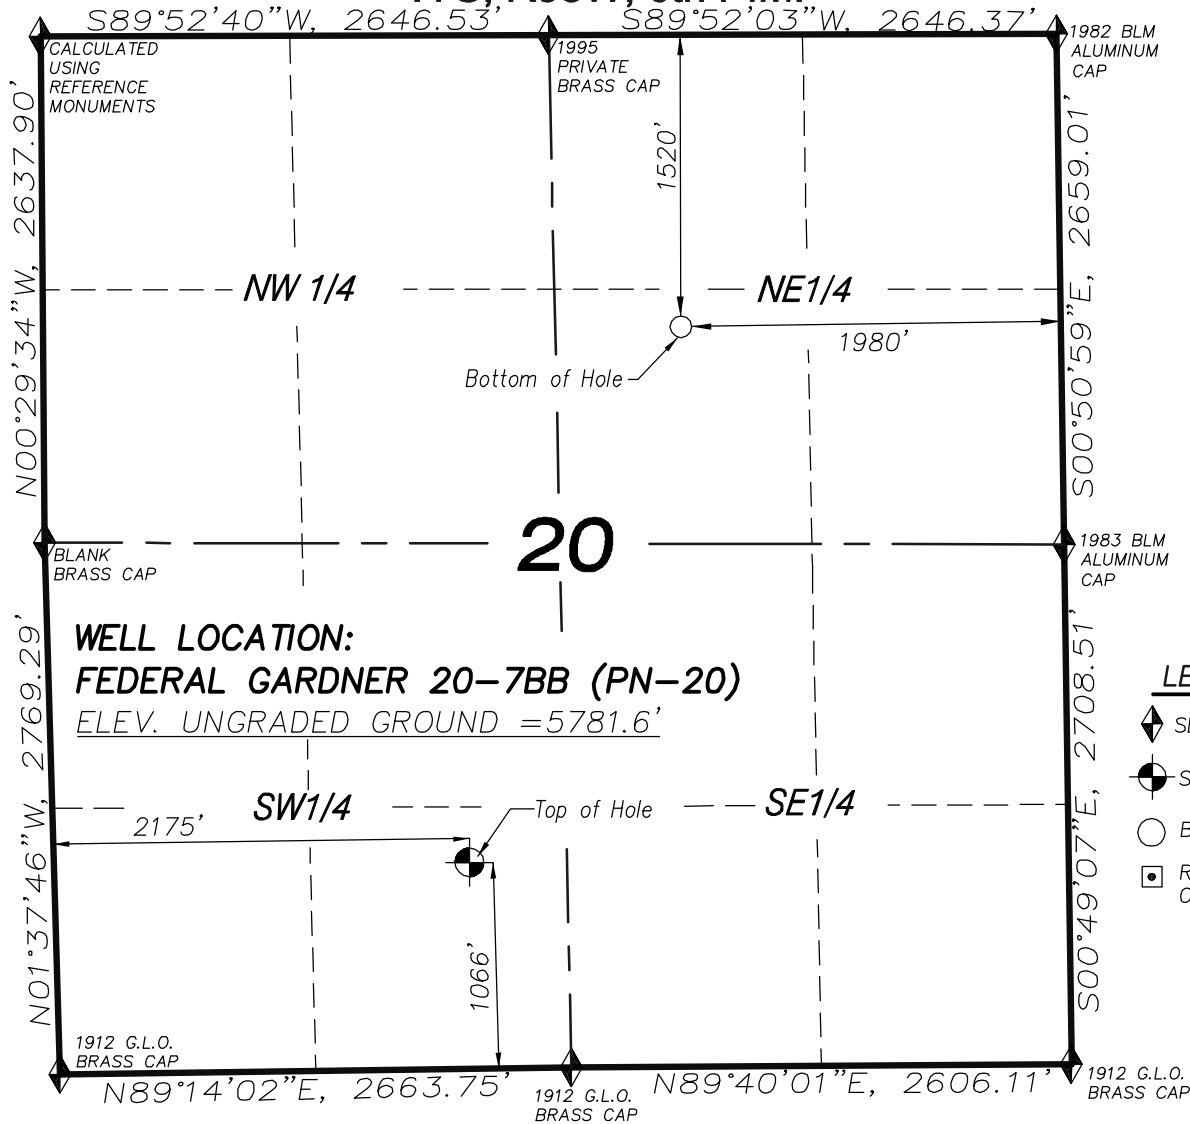 S89°52'40"W, 2646.53'
S89°52'03"W, 2646.37'
CALCULATED
USING
REFERENCE
MONUMENTS
1995
PRIVATE
BRASS CAP
1982 BLM
ALUMINUM
CAP
N00°29'34"W, 2637.90'
1520'
S00°50'59"E, 2659.01'
NW 1/4
NE1/4
1980'
Bottom of Hole
20
BLANK
BRASS CAP
1983 BLM
ALUMINUM
CAP
WELL LOCATION:
FEDERAL GARDNER 20-7BB (PN-20)
ELEV. UNGRADED GROUND =5781.6'
N01°37'46"W, 2769.29'
S00°49'07"E, 2708.51'
SW1/4
SE1/4
Top of Hole
2175'
1066'
1912 G.L.O.
BRASS CAP
N89°14'02"E, 2663.75'
1912 G.L.O.
BRASS CAP
N89°40'01"E, 2606.11'
1912 G.L.O.
BRASS CAP